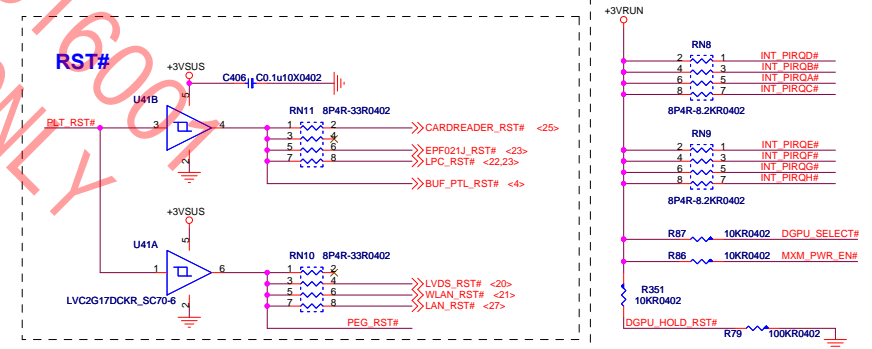 RST#
+3VSUS
C406 C0.1u10X0402
U41B
5
PLT_RST#
3
4
2
RN11 8P4R-33R0402
1 2
3 4
5 6
7 8
CARDREADER_RST# <25>
EPF021J_RST# <23>
LPC_RST# <22,23>
BUF_PTL_RST# <4>
+3VSUS
U41A
5
1
6
2
LVC2G17DCKR_SC70-6
RN10 8P4R-33R0402
1 2
3 4
5 6
7 8
LVDS_RST# <20>
WLAN_RST# <21>
LAN_RST# <27>
PEG_RST#
+3VRUN
RN8
2 1 INT_PIRQD#
4 3 INT_PIRQB#
6 5 INT_PIRQA#
8 7 INT_PIRQC#
8P4R-8.2KR0402
RN9
2 1 INT_PIRQE#
4 3 INT_PIRQF#
6 5 INT_PIRQG#
8 7 INT_PIRQH#
8P4R-8.2KR0402
R87 10KR0402 DGPU_SELECT#
R86 10KR0402 MXM_PWR_EN#
R351
10KR0402
DGPU_HOLD_RST#
R79 100KR0402
16001
ONLY